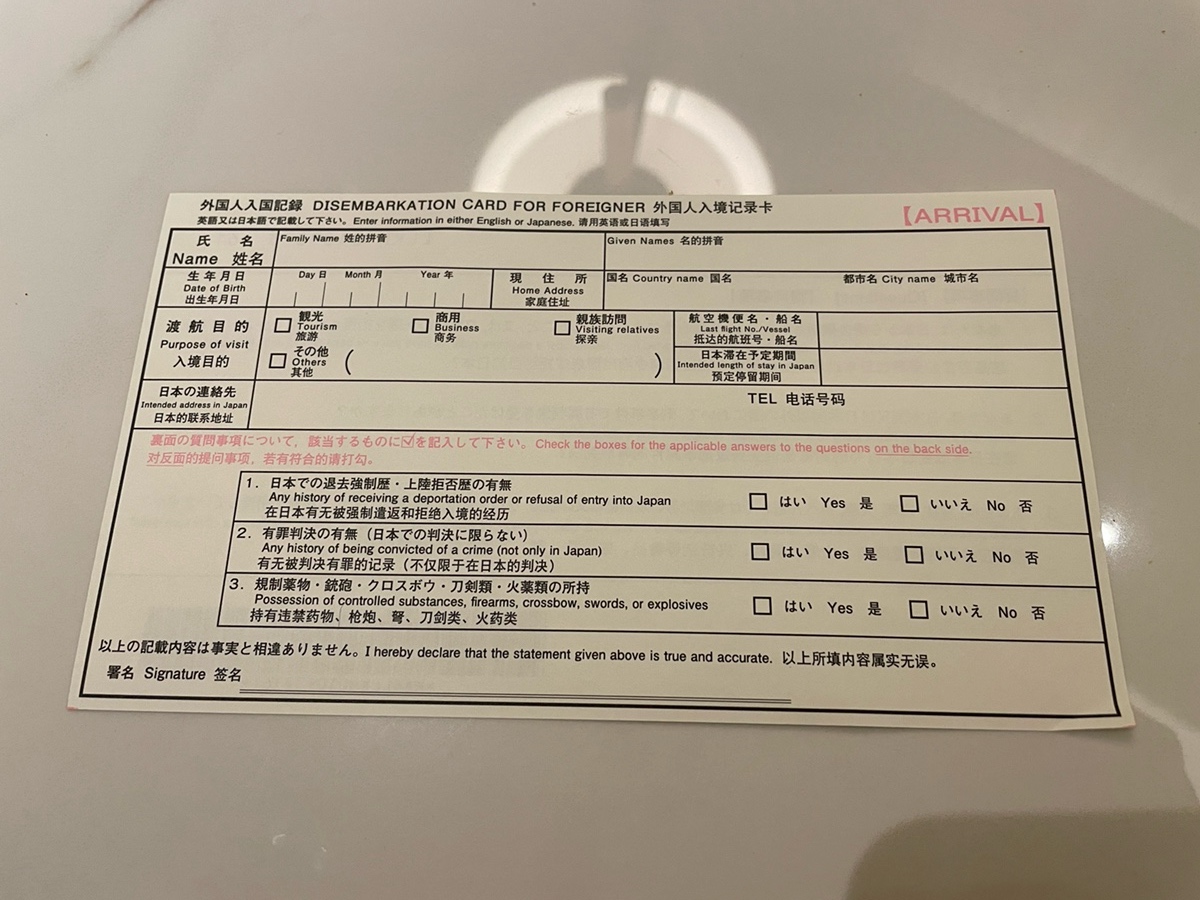 外国人入国記録 DISEMBARKATION CARD FOR FOREIGNER 外国人入境记录卡
【ARRIVAL】
英語又は日本語で記載して下さい。Enter information in either English or Japanese. 请用英语或日语填写
氏 名
Name 姓名
Family Name 姓的拼音
Given Names 名的拼音
生年月日
Date of Birth
出生年月日
Day 日 Month 月 Year 年
現住所
Home Address
家庭住址
国名 Country name 国名
都市名 City name 城市名
渡航目的
Purpose of visit
入境目的
観光
Tourism
旅游
商用
Business
商务
親族訪問
Visiting relatives
探亲
その他
Others
其他
( )
航空機便名・船名
Last flight No./Vessel
抵达的航班号・船名
日本滞在予定期間
Intended length of stay in Japan
预定停留期间
日本の連絡先
Intended address in Japan
日本的联系地址
TEL 电话号码
裏面の質問事項について、該当するものに☑を記入して下さい。Check the boxes for the applicable answers to the questions on the back side.
对反面的提问事项，若有符合的请打勾。
1. 日本での退去強制歴・上陸拒否歴の有無
Any history of receiving a deportation order or refusal of entry into Japan
在日本有无被强制遣返和拒绝入境的经历
□ はい Yes 是 □ いいえ No 否
2. 有罪判決の有無（日本での判決に限らない）
Any history of being convicted of a crime (not only in Japan)
有无被判决有罪的记录（不仅限于在日本的判决）
□ はい Yes 是 □ いいえ No 否
3. 規制薬物・銃砲・クロスボウ・刀剣類・火薬類の所持
Possession of controlled substances, firearms, crossbow, swords, or explosives
持有违禁药物、枪炮、弩、刀剑类、火药类
□ はい Yes 是 □ いいえ No 否
以上の記載内容は事実と相違ありません。I hereby declare that the statement given above is true and accurate. 以上所填内容属实无误。
署名 Signature 签名